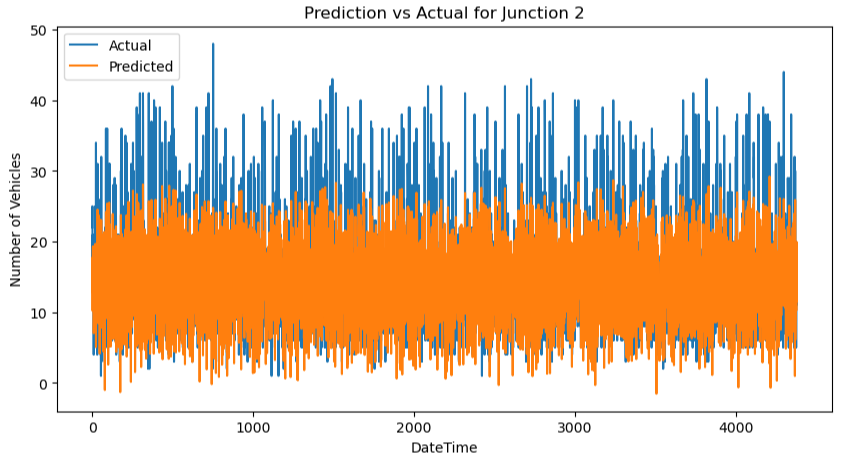 Prediction vs Actual for Junction 2
Actual
Predicted
Number of Vehicles
50
40
30
20
10
0
0 1000 2000 3000 4000
DateTime